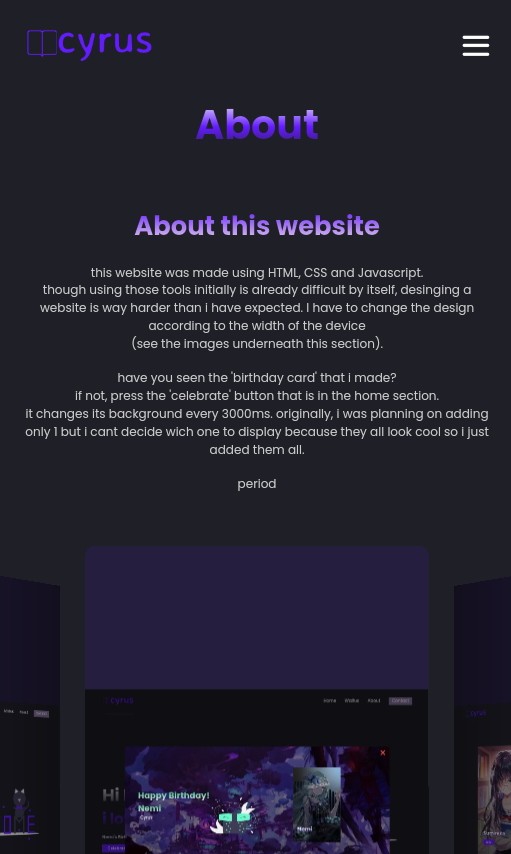 cyrus
About
About this website
this website was made using HTML, CSS and Javascript.
though using those tools initially is already difficult by itself, desinging a
website is way harder than i have expected. I have to change the design
according to the width of the device
(see the images underneath this section).
have you seen the 'birthday card' that i made?
if not, press the 'celebrate' button that is in the home section.
it changes its background every 3000ms. originally, i was planning on adding
only 1 but i cant decide wich one to display because they all look cool so i just
added them all.
period
cyrus
Home Works About Contact
Happy Birthday!
Nemi
Cyrus
Nemi
Hi